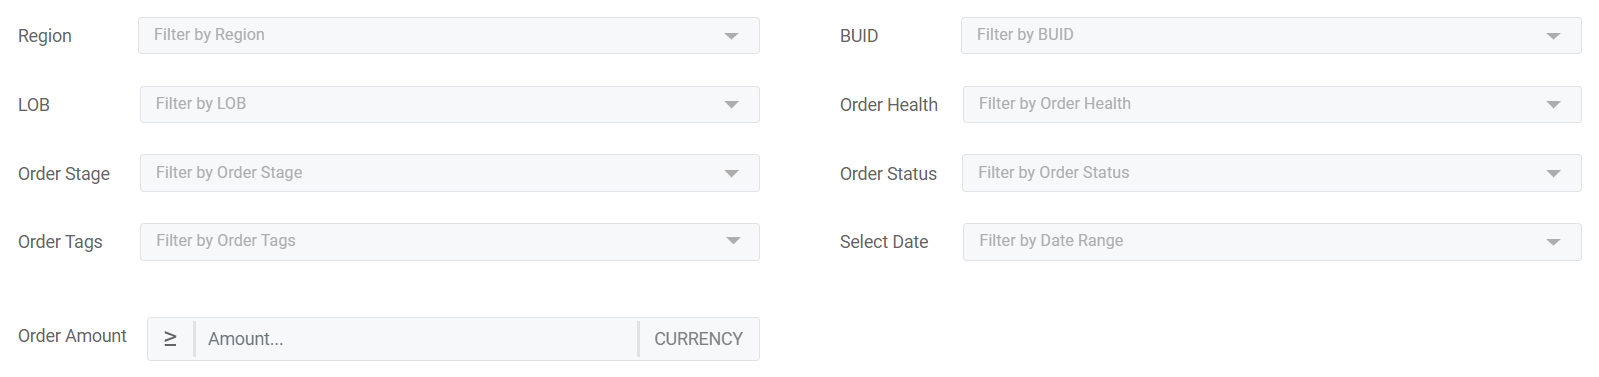 Region Filter by Region BUID Filter by BUID
LOB Filter by LOB Order Health Filter by Order Health
Order Stage Filter by Order Stage Order Status Filter by Order Status
Order Tags Filter by Order Tags Select Date Filter by Date Range
Order Amount ≥ Amount... CURRENCY